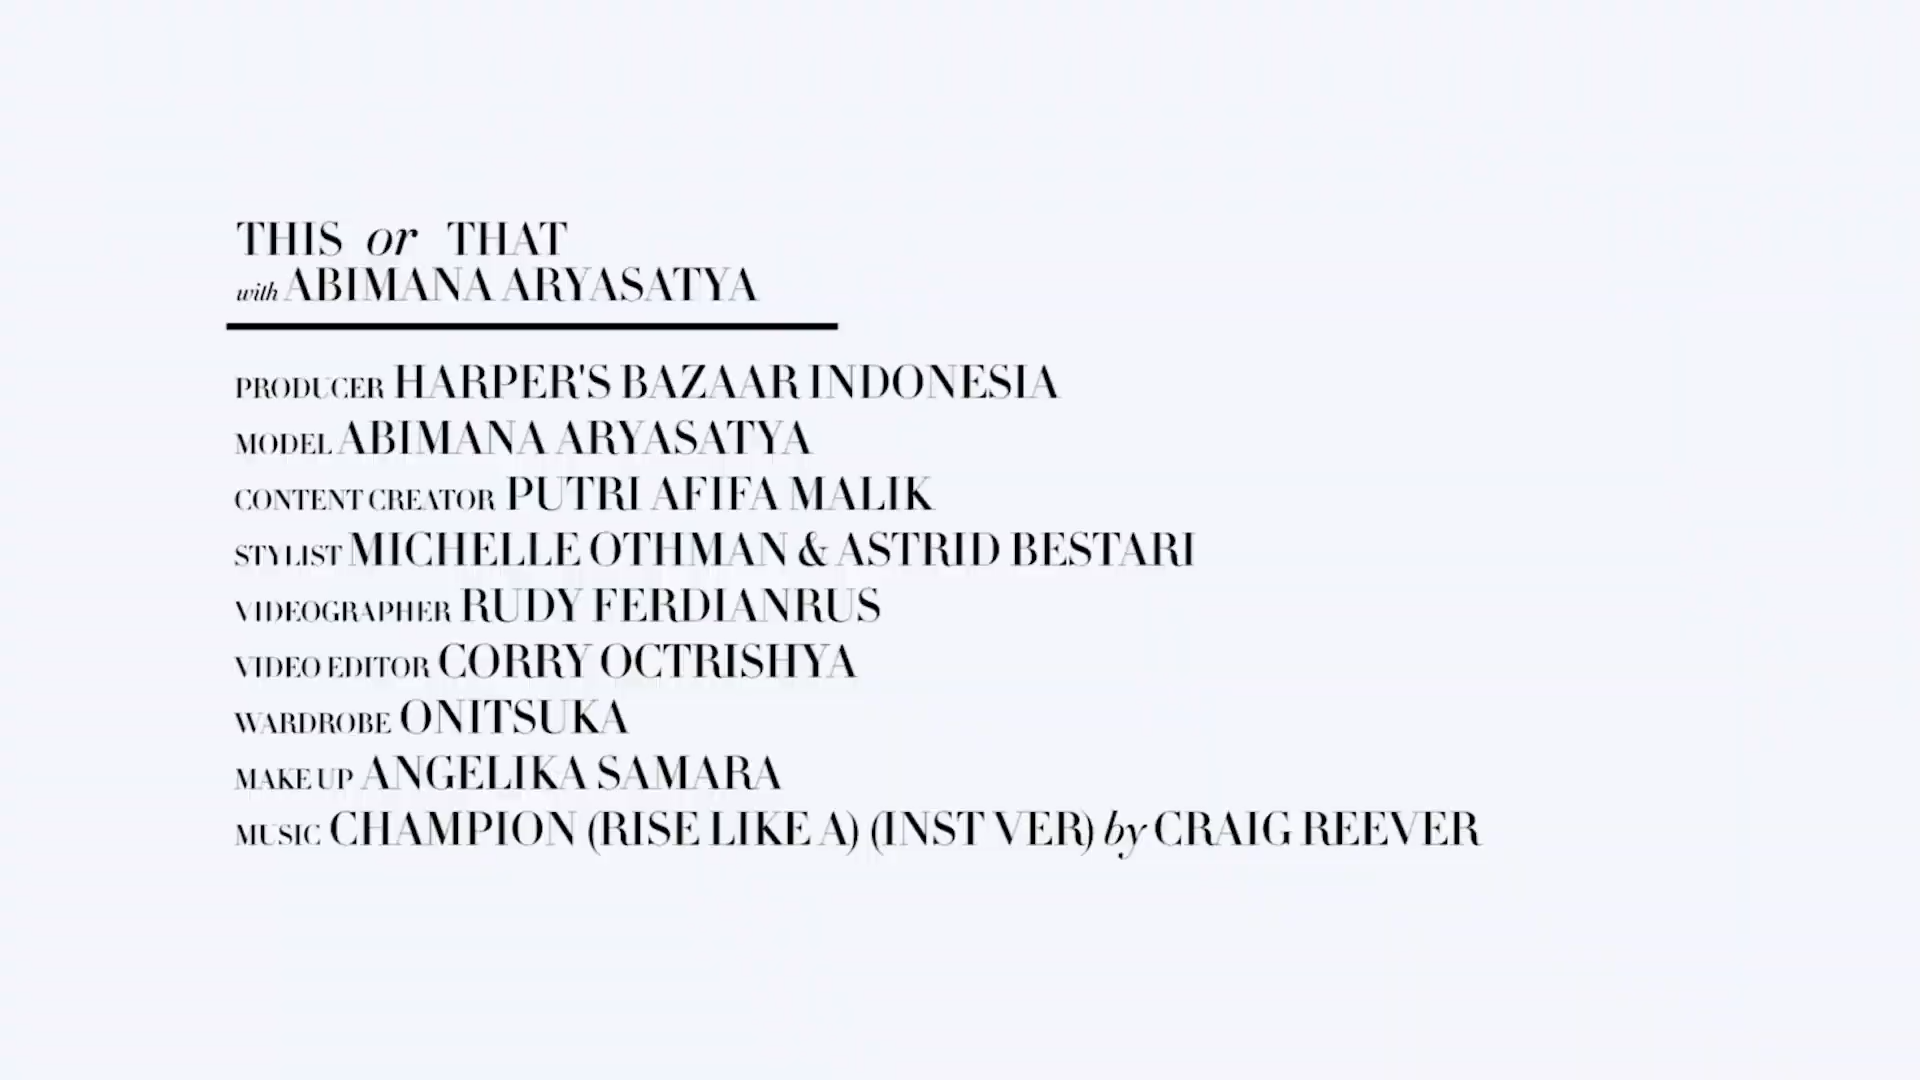 THIS or THAT
with ABIMANA ARYASATYA
PRODUCER HARPER'S BAZAAR INDONESIA
MODEL ABIMANA ARYASATYA
CONTENT CREATOR PUTRI AFIFA MALIK
STYLIST MICHELLE OTHMAN & ASTRID BESTARI
VIDEOGRAPHER RUDY FERDIANRUS
VIDEO EDITOR CORRY OCTRISHYA
WARDROBE ONITSUKA
MAKE UP ANGELIKA SAMARA
MUSIC CHAMPION (RISE LIKE A) (INST VER) by CRAIG REEVER